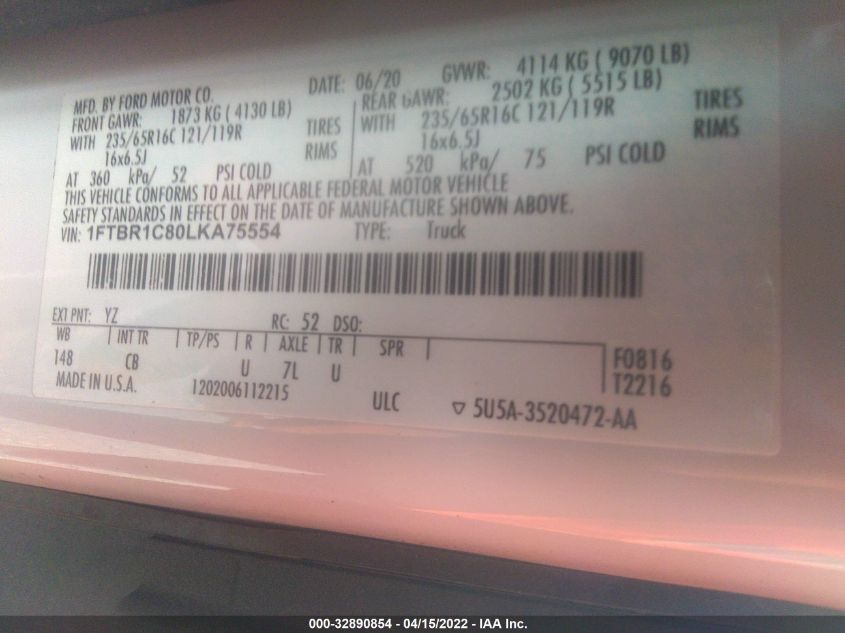 MFD. BY FORD MOTOR CO. DATE: 06/20 GVWR: 4114 KG ( 9070 LB)
FRONT GAWR: 1873 KG ( 4130 LB) REAR GAWR: 2502 KG ( 5515 LB)
WITH 235/65R16C 121/119R TIRES WITH 235/65R16C 121/119R TIRES
16x6.5J RIMS 16x6.5J RIMS
AT 360 kPa/ 52 PSI COLD AT 520 kPa/ 75 PSI COLD
THIS VEHICLE CONFORMS TO ALL APPLICABLE FEDERAL MOTOR VEHICLE
SAFETY STANDARDS IN EFFECT ON THE DATE OF MANUFACTURE SHOWN ABOVE.
VIN: 1FTBR1C80LKA75554 TYPE: Truck
EXT PNT: YZ RC: 52 DSO:
WB INT TR TP/PS R AXLE TR SPR
148 CB U 7L U F0816
T2216
MADE IN U.S.A. 1202006112215 ULC ▽ 5U5A-3520472-AA
000-32890854 - 04/15/2022 - IAA Inc.